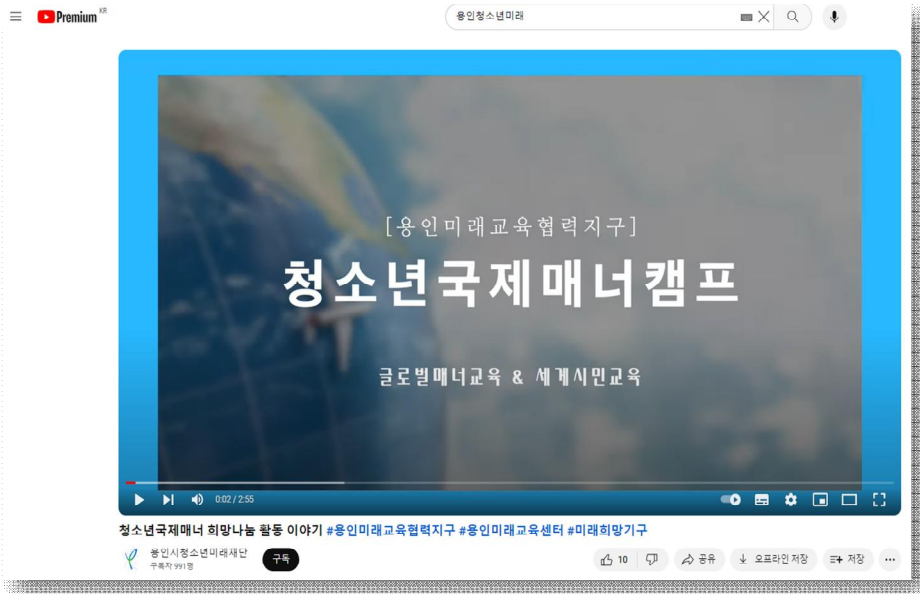 Premium KR
용인청소년미래
[용인미래교육협력지구]
청소년국제매너캠프
글로벌매너교육 & 세계시민교육
0:02 / 2:55
청소년국제매너 희망나눔 활동 이야기 #용인미래교육협력지구 #용인미래교육센터 #미래희망기구
용인시청소년미래재단
구독자 991명
구독
10
공유
오프라인 저장
저장